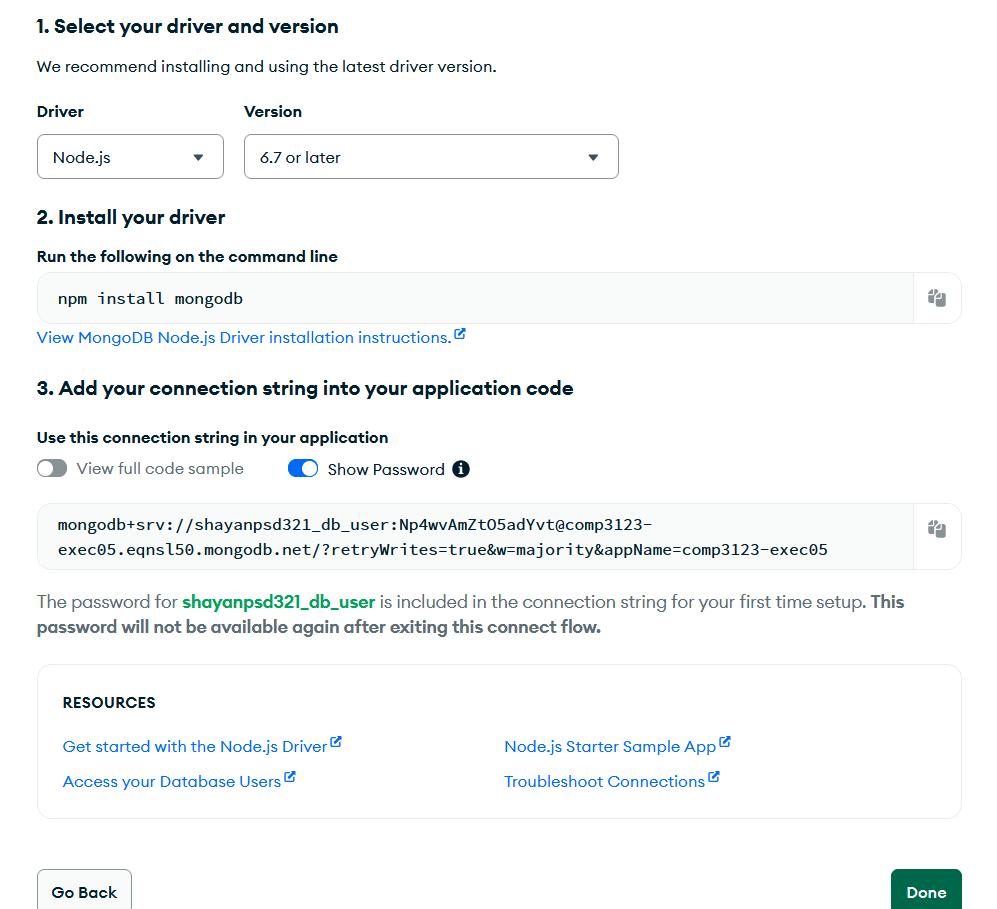 1. Select your driver and version
We recommend installing and using the latest driver version.
Driver Version
Node.js 6.7 or later
2. Install your driver
Run the following on the command line
npm install mongodb
View MongoDB Node.js Driver installation instructions.
3. Add your connection string into your application code
Use this connection string in your application
View full code sample Show Password
mongodb+srv://shayanpsd321_db_user:Np4wvAmZtO5adYvt@comp3123-
exec05.eqnsl50.mongodb.net/?retryWrites=true&w=majority&appName=comp3123-exec05
The password for shayanpsd321_db_user is included in the connection string for your first time setup. This
password will not be available again after exiting this connect flow.
RESOURCES
Get started with the Node.js Driver Node.js Starter Sample App
Access your Database Users Troubleshoot Connections
Go Back Done